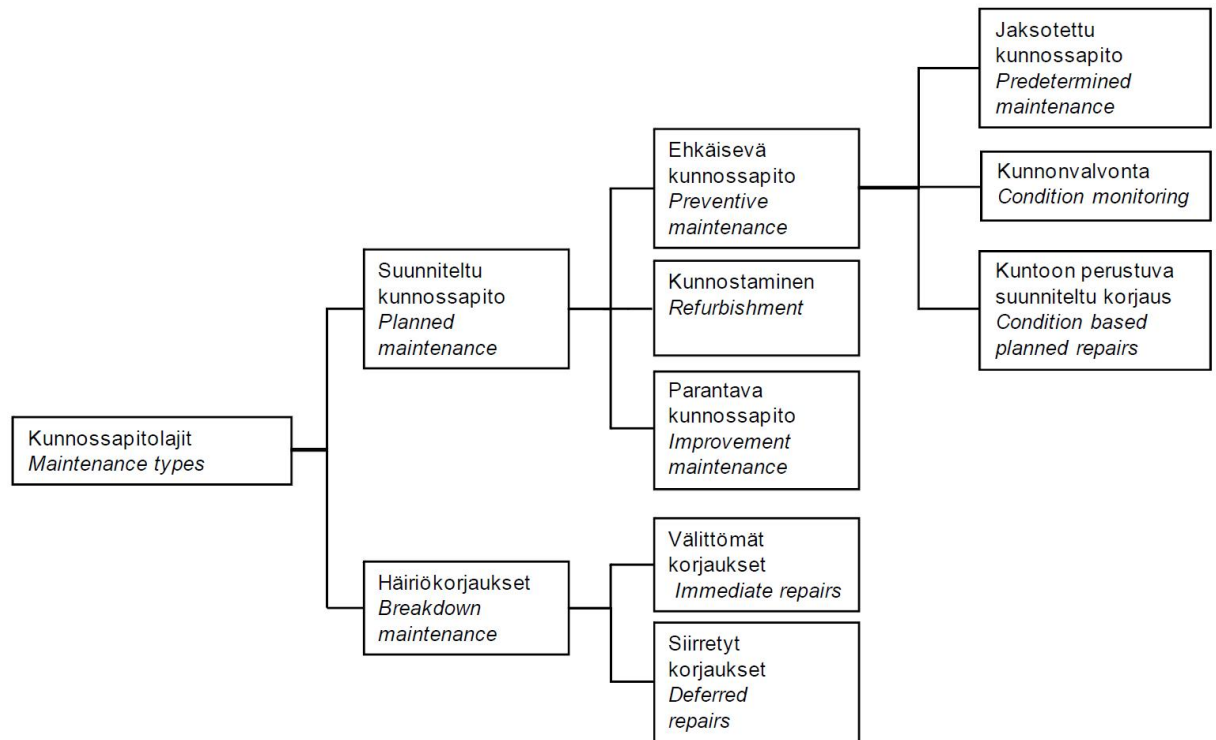 Kunnossapitolajit
Maintenance types
Suunniteltu
kunnossapito
Planned
maintenance
Häiriökorjaukset
Breakdown
maintenance
Ehkäisevä
kunnossapito
Preventive
maintenance
Kunnostaminen
Refurbishment
Parantava
kunnossapito
Improvement
maintenance
Välittömät
korjaukset
Immediate repairs
Siirretyt
korjaukset
Deferred
repairs
Jaksotettu
kunnossapito
Predetermined
maintenance
Kunnonvalvonta
Condition monitoring
Kuntoon perustuva
suunniteltu korjaus
Condition based
planned repairs